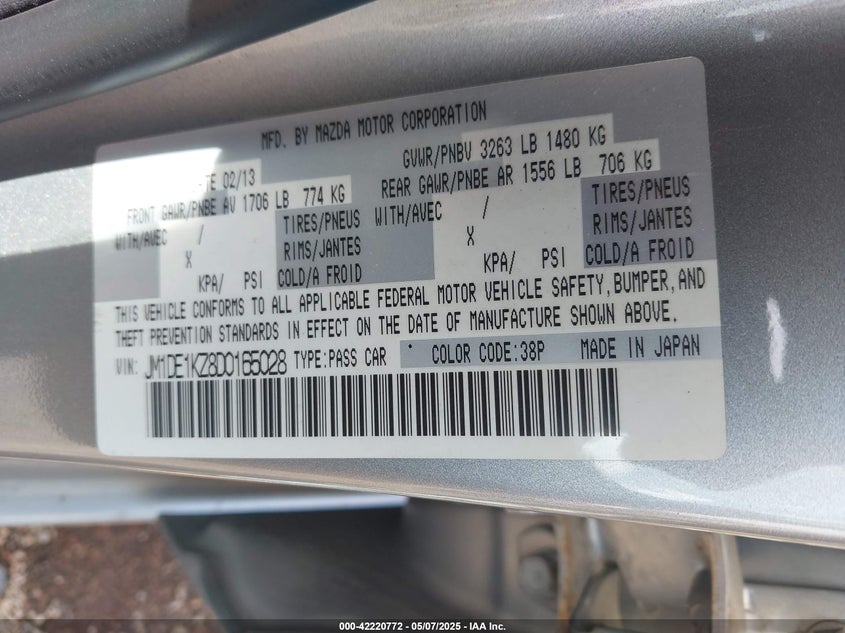 MFD. BY MAZDA MOTOR CORPORATION
TE 02/13
GVWR/PNBV 3263 LB 1480 KG
FRONT GAWR/PNBE AV 1706 LB 774 KG
REAR GAWR/PNBE AR 1556 LB 706 KG
WITH/AVEC / TIRES/PNEUS
WITH/AVEC / TIRES/PNEUS
X RIMS/JANTES
X RIMS/JANTES
KPA/ PSI COLD/A FROID
KPA/ PSI COLD/A FROID
THIS VEHICLE CONFORMS TO ALL APPLICABLE FEDERAL MOTOR VEHICLE SAFETY, BUMPER, AND
THEFT PREVENTION STANDARDS IN EFFECT ON THE DATE OF MANUFACTURE SHOWN ABOVE.
VIN: JM1DE1KZ8D0165028 TYPE:PASS CAR COLOR CODE:38P MADE IN JAPAN
000-42220772 - 05/07/2025 - IAA Inc.